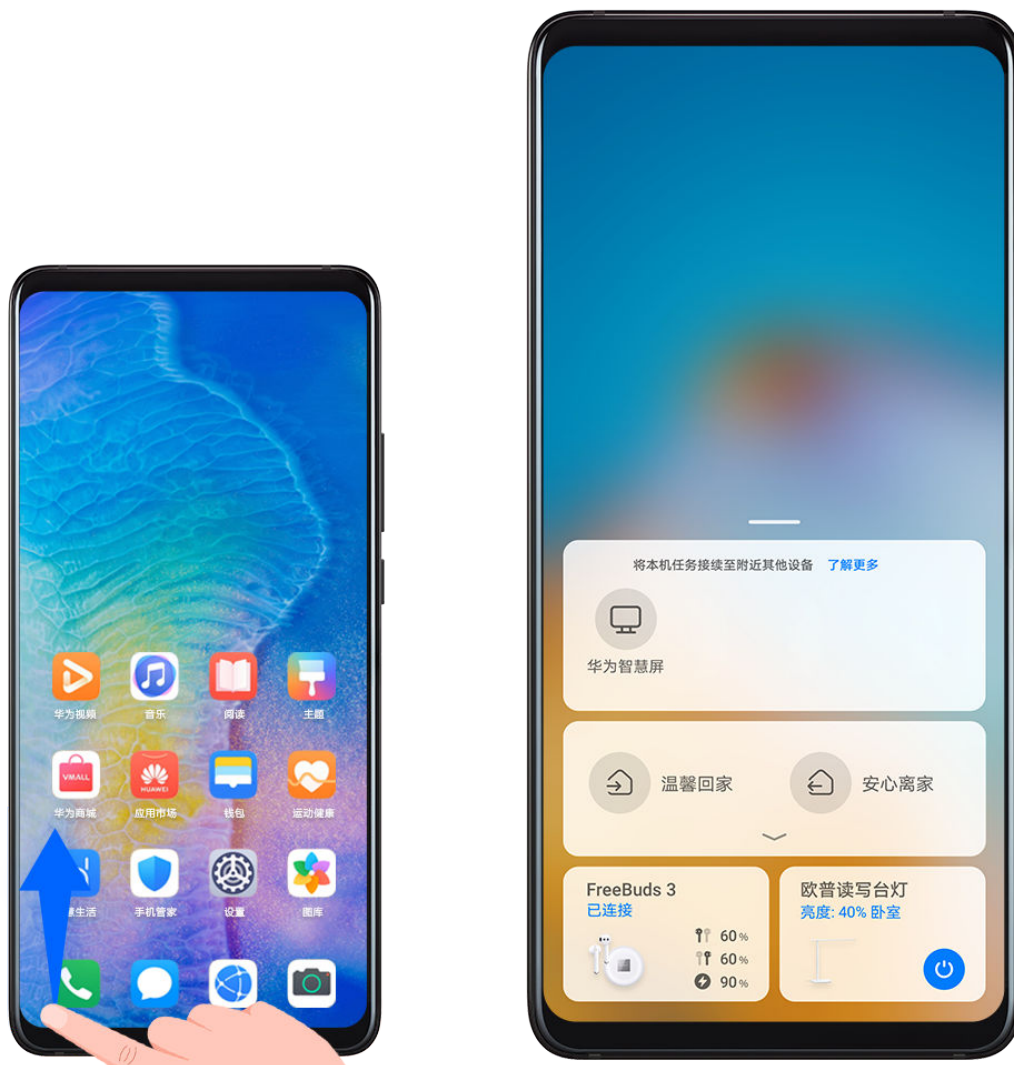 华为视频
音乐
阅读
主题
VMALL
HUAWEI
华为商城
应用市场
钱包
运动健康
慧生活
手机管家
设置
图库
将本机任务接续至附近其他设备 了解更多
华为智慧屏
温馨回家
安心离家
FreeBuds 3
已连接
60%
60%
90%
欧普读写台灯
亮度: 40% 卧室